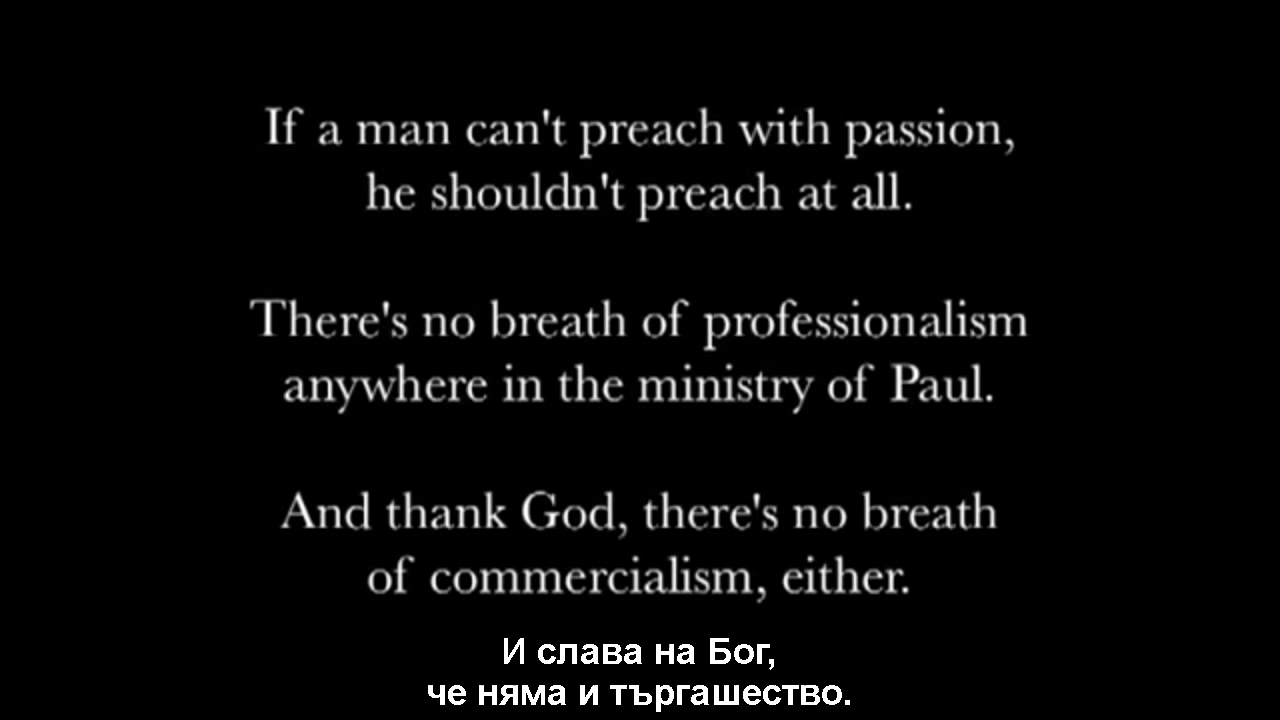 If a man can't preach with passion,
he shouldn't preach at all.
There's no breath of professionalism
anywhere in the ministry of Paul.
And thank God, there's no breath
of commercialism, either.
И слава на Бог,
че няма и търгашество.